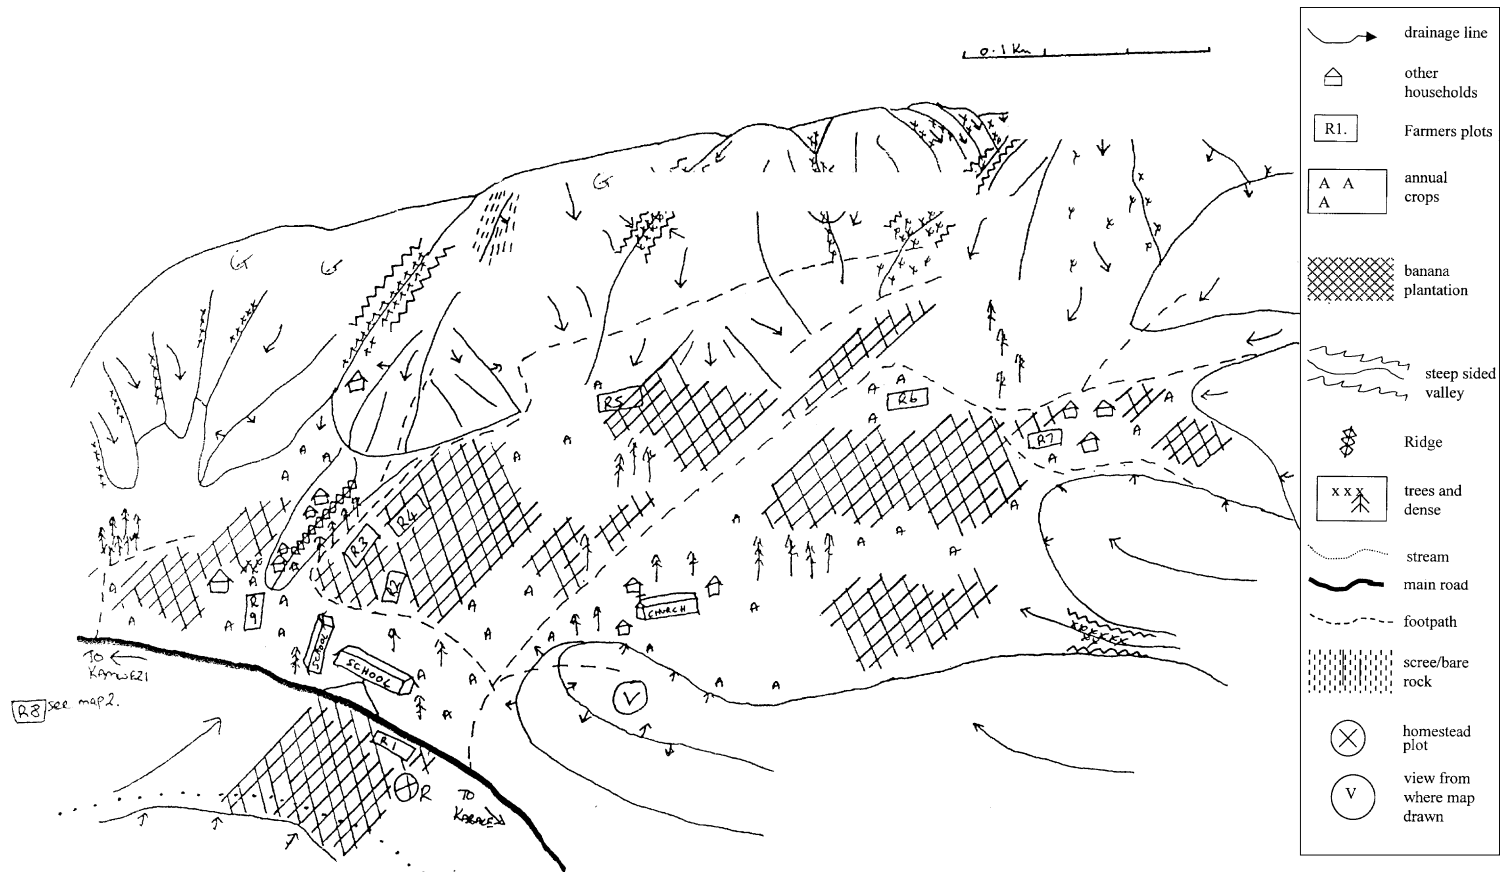 0.1 Km
G
G
G
A
R5
A
A
R6
A
A
R7
A
A
A
A
A
A
A
A
R4
R3
R2
A
A
A
A
A
A
A
A
A
R
9
A
A
A
A
A
CHURCH
A
A
A
SCHOOL
SCHOOL
A
A
A
A
A
A
V
TO
KAMWEZI
R8 see map 2.
R1
R
TO
drainage line
other
households
R1.
Farmers plots
A A
A
annual
crops
banana
plantation
steep sided
valley
Ridge
x x x
trees and
dense
stream
main road
footpath
scree/bare
rock
homestead
plot
V
view from
where map
drawn